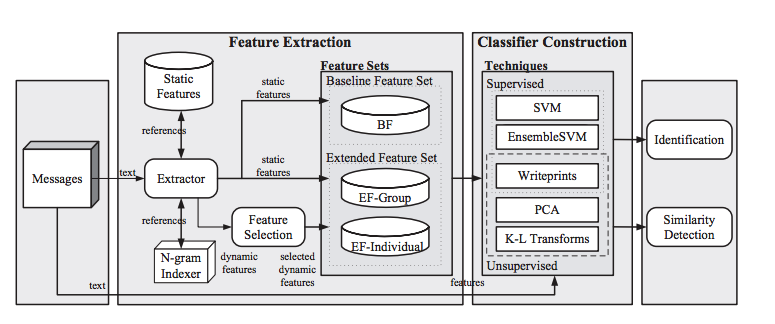 Feature Extraction
Classifier Construction
Feature Sets
Techniques
Static
Features
static
features
Baseline Feature Set
Supervised
BF
SVM
references
EnsembleSVM
Identification
Messages
text
Extractor
static
features
Extended Feature Set
EF-Group
Writeprints
references
Feature
Selection
EF-Individual
PCA
K-L Transforms
Similarity
Detection
N-gram
Indexer
dynamic
features
selected
dynamic
features
Unsupervised
text
features